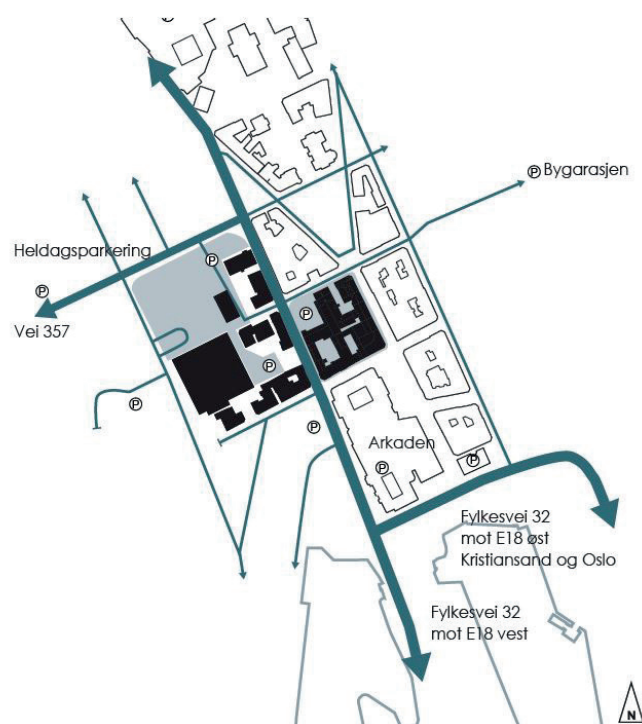 P
P Bygarasjen
Heldagsparkering
P
P
Vei 357
P
P
P
P
Arkaden
P
P
Fylkesvei 32
mot E18 øst
Kristiansand og Oslo
Fylkesvei 32
mot E18 vest
N